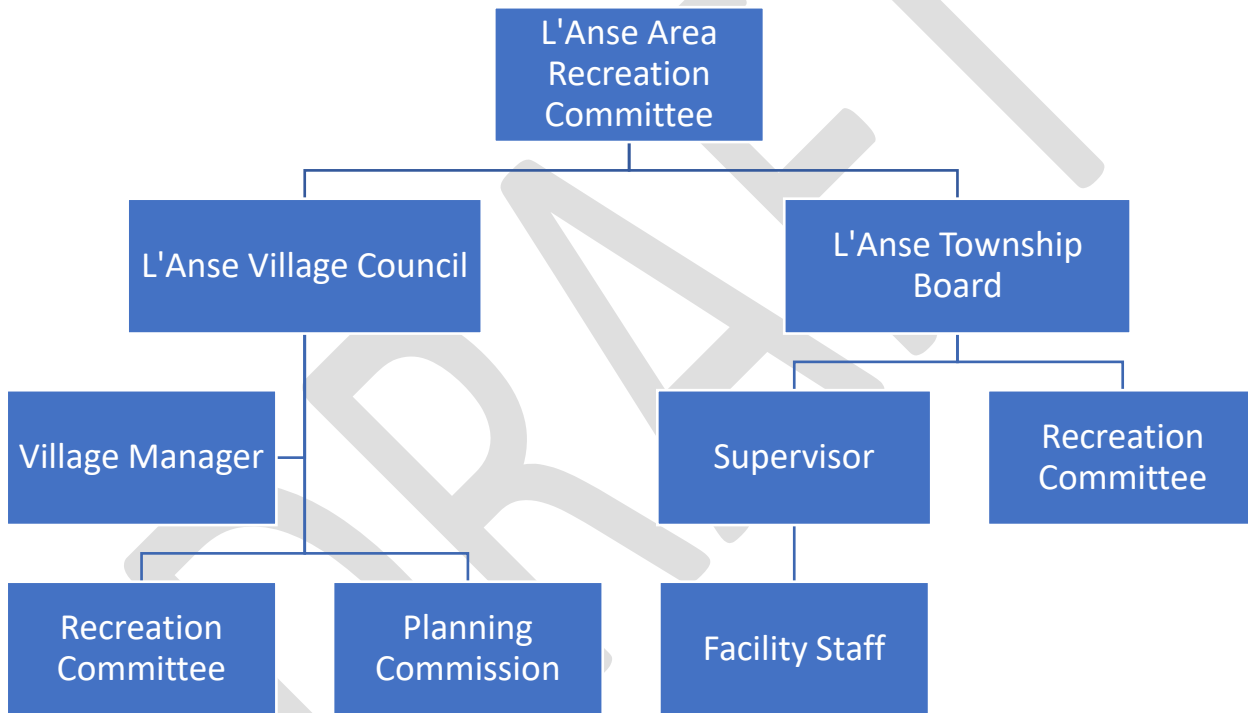 L'Anse Area
Recreation
Committee
L'Anse Village Council
L'Anse Township
Board
Village Manager
Supervisor
Recreation
Committee
Recreation
Committee
Planning
Commission
Facility Staff
DRAFT